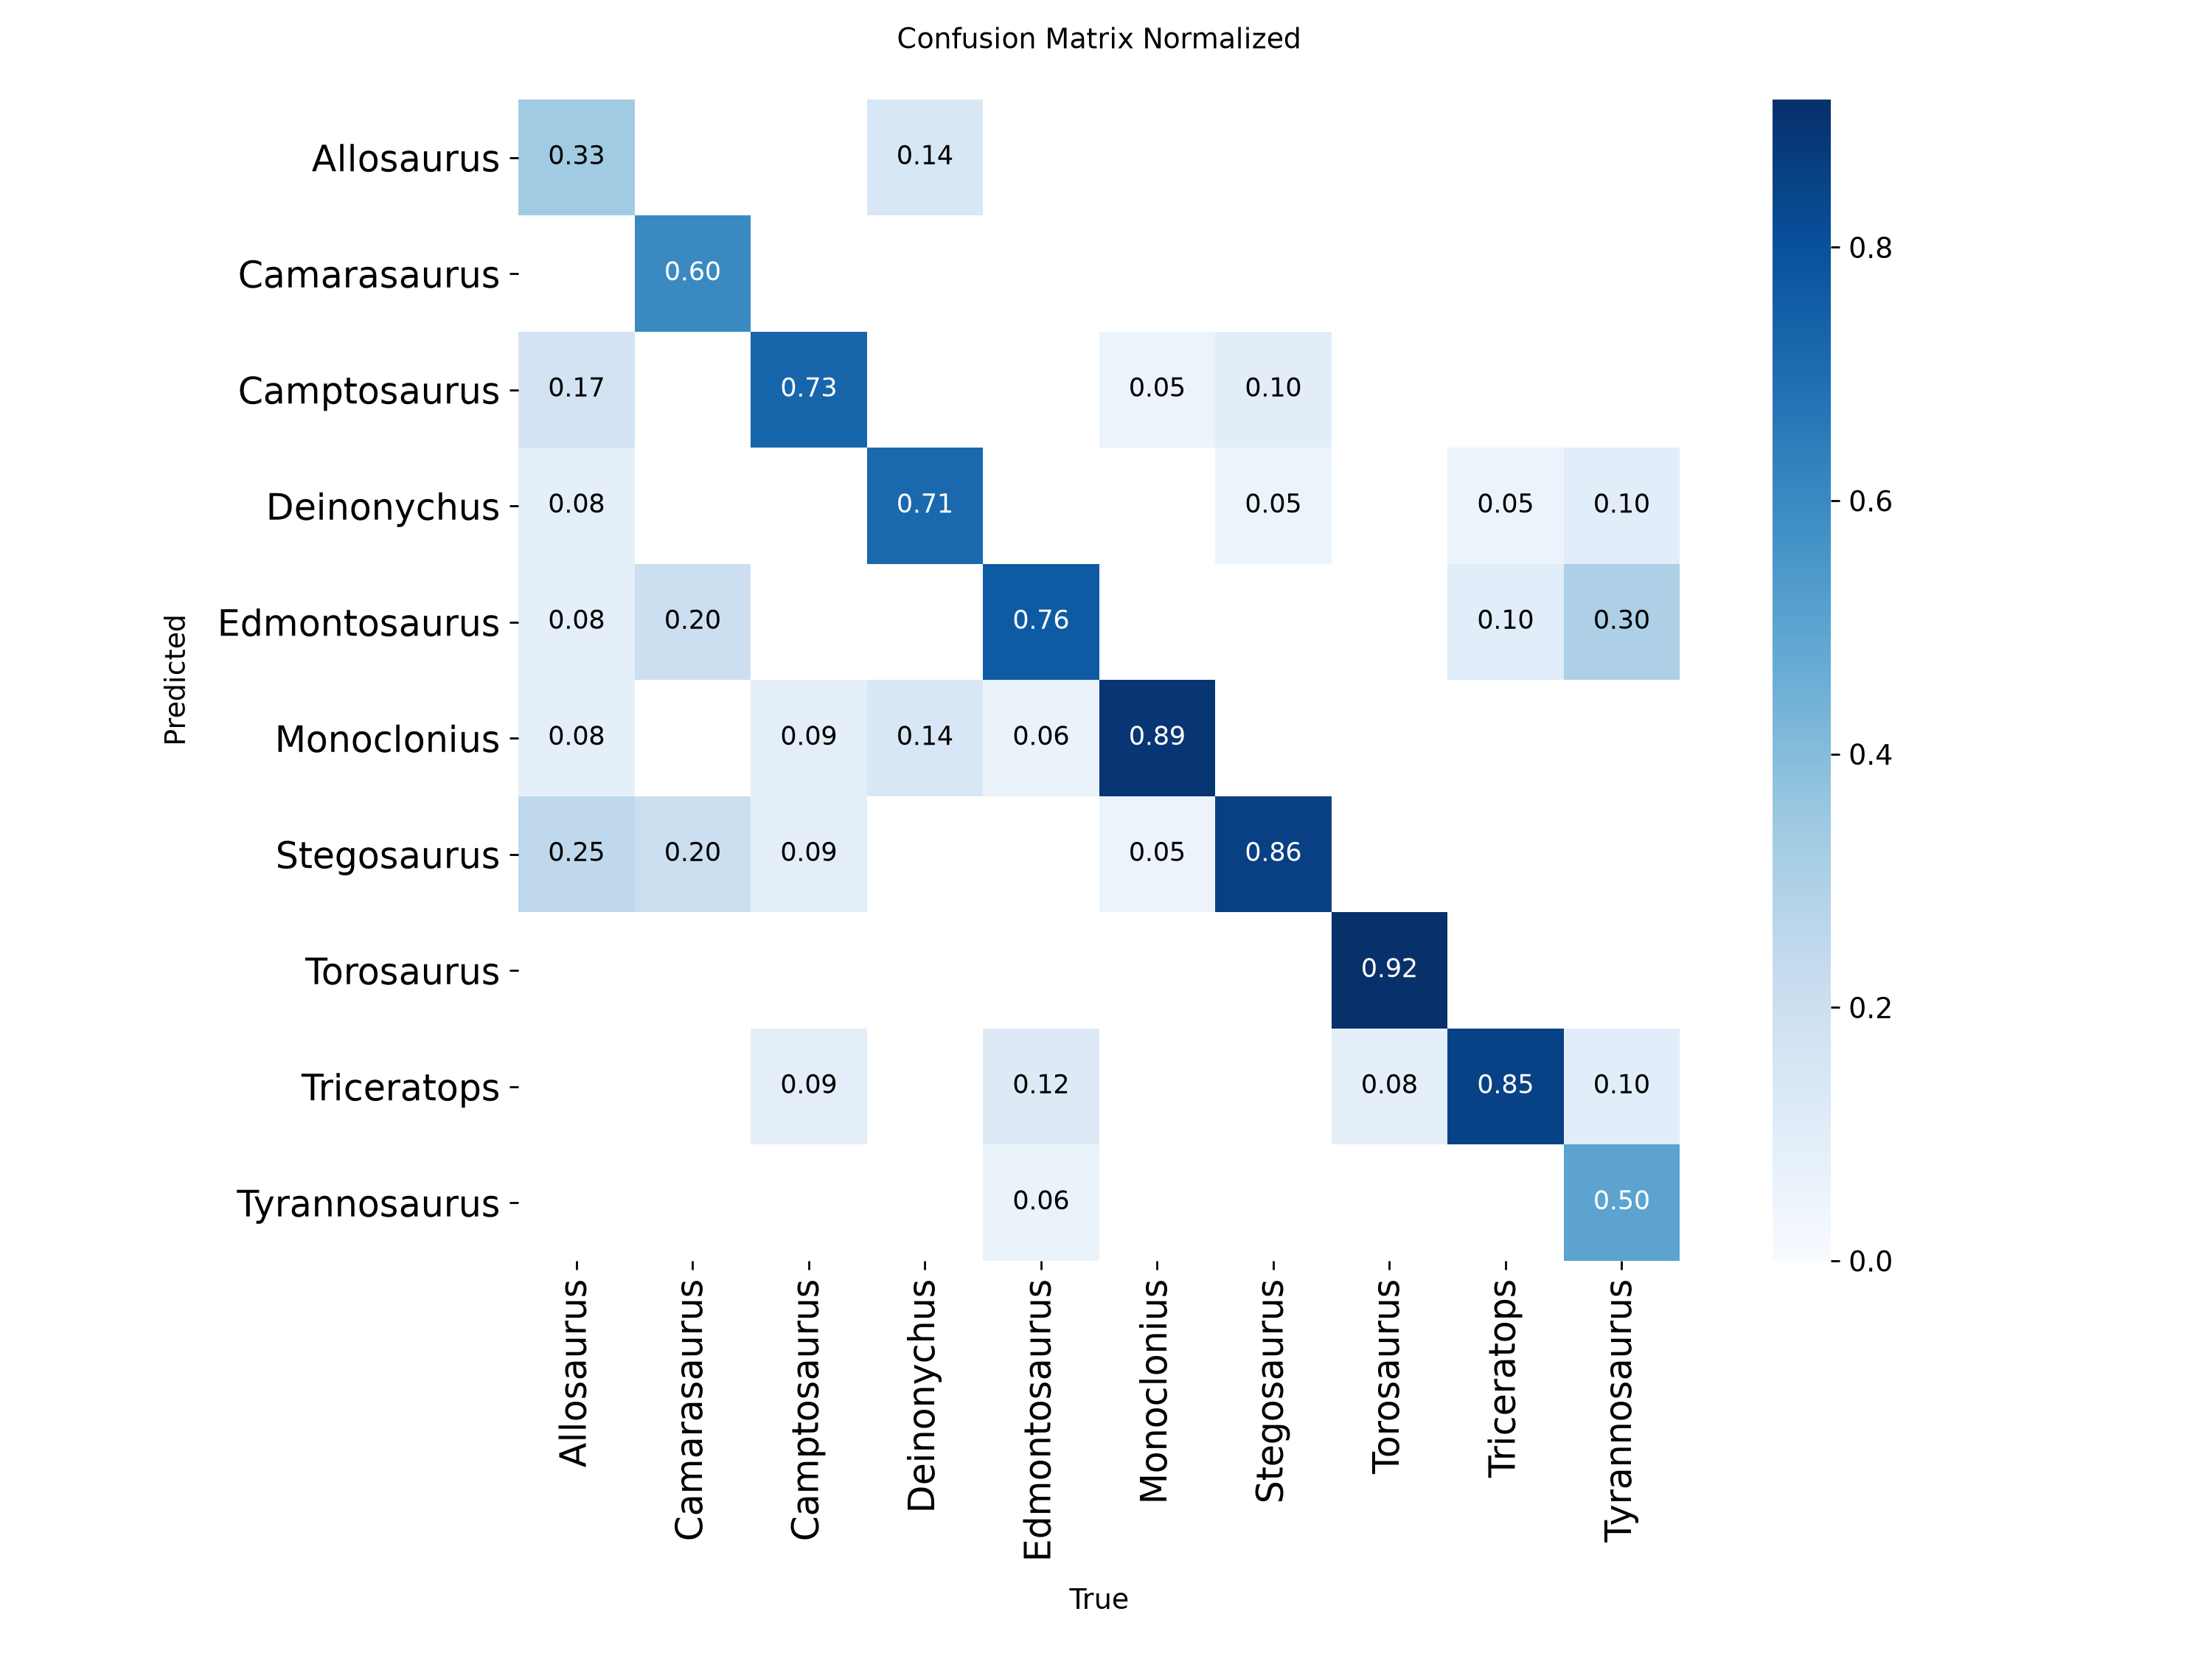 Confusion Matrix Normalized
Allosaurus 0.33 0.14
Camarasaurus 0.60
Camptosaurus 0.17 0.73 0.05 0.10
Deinonychus 0.08 0.71 0.05 0.05 0.10
Edmontosaurus 0.08 0.20 0.76 0.10 0.30
Monoclonius 0.08 0.09 0.14 0.06 0.89
Stegosaurus 0.25 0.20 0.09 0.05 0.86
Torosaurus 0.92
Triceratops 0.09 0.12 0.08 0.85 0.10
Tyrannosaurus 0.06 0.50
Predicted
Allosaurus
Camarasaurus
Camptosaurus
Deinonychus
Edmontosaurus
Monoclonius
Stegosaurus
Torosaurus
Triceratops
Tyrannosaurus
True
0.8
0.6
0.4
0.2
0.0